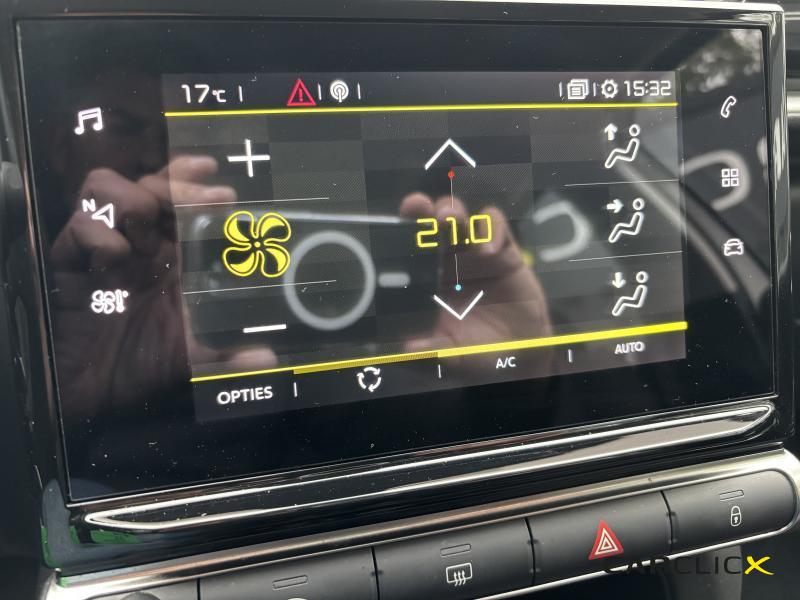 17°C
15:32
N
21.0
OPTIES
A/C
AUTO
CARCLICX